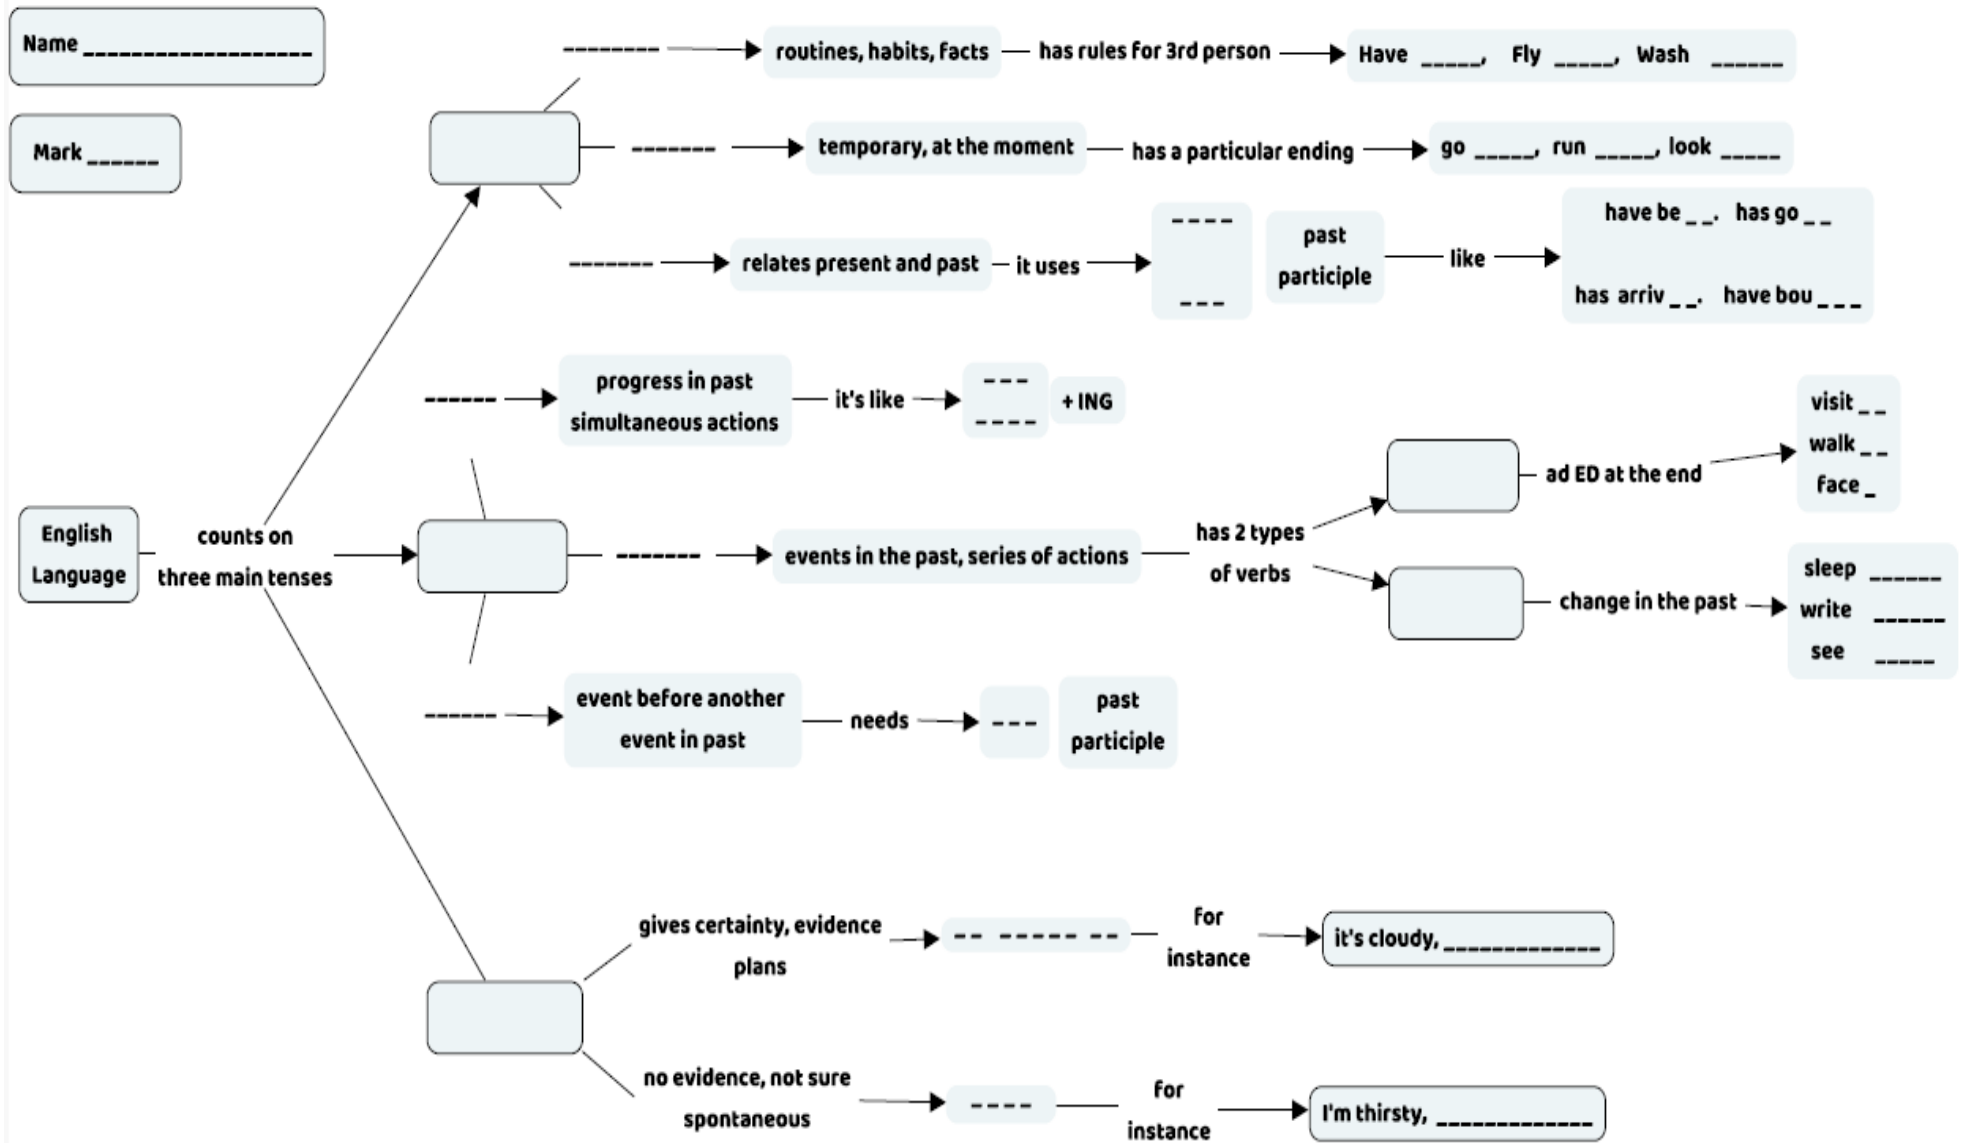 Name ___________________
Mark ______
-------- routines, habits, facts has rules for 3rd person Have _____, Fly _____, Wash ______
------- temporary, at the moment has a particular ending go _____, run _____, look _____
------- relates present and past it uses
_ _ _ _
_ _ _
past
participle
like
have be _ _. has go _ _
has arriv _ _. have bou _ _ _
------
progress in past
simultaneous actions
it's like
_ _ _
_ _ _ _
+ ING
English
Language
counts on
three main tenses
------- events in the past, series of actions
has 2 types
of verbs
ad ED at the end
visit _ _
walk _ _
face _
change in the past
sleep ______
write ______
see _____
------
event before another
event in past
needs
_ _ _
past
participle
gives certainty, evidence
plans
_ _ _ _ _ _ _ _ _
for
instance
it's cloudy, _____________
no evidence, not sure
spontaneous
_ _ _ _
for
instance
I'm thirsty, _____________